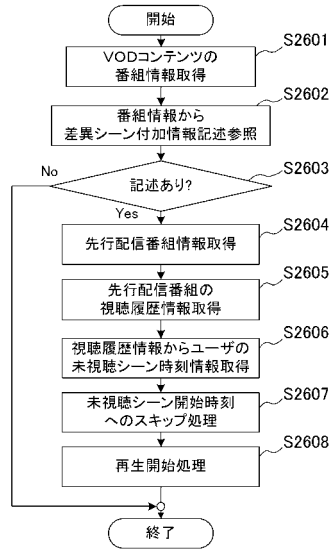 開始
S2601
VODコンテンツの
番組情報取得
S2602
番組情報から
差異シーン付加情報記述参照
S2603
No
記述あり?
Yes
S2604
先行配信番組情報取得
S2605
先行配信番組の
視聴履歴情報取得
S2606
視聴履歴情報からユーザの
未視聴シーン時刻情報取得
S2607
未視聴シーン開始時刻
へのスキップ処理
S2608
再生開始処理
終了